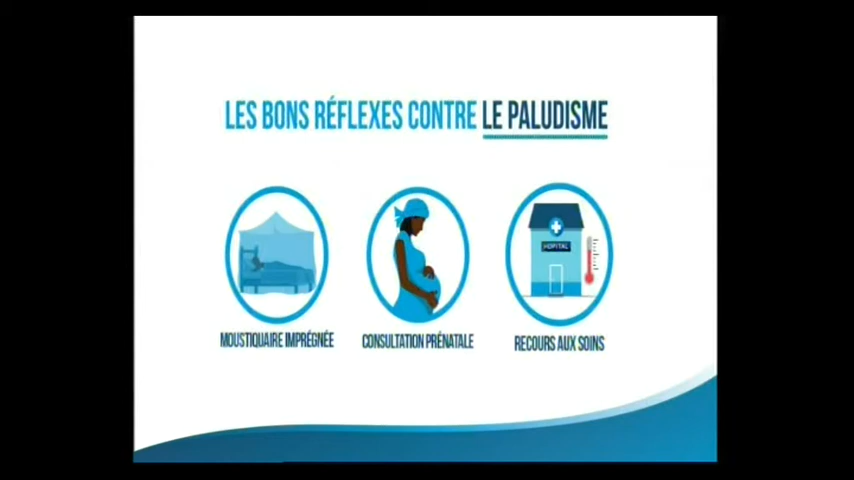 LES BONS RÉFLEXES CONTRE LE PALUDISME
HOPITAL
MOUSTIQUAIRE IMPRÉGNÉE
CONSULTATION PRÉNATALE
RECOURS AUX SOINS